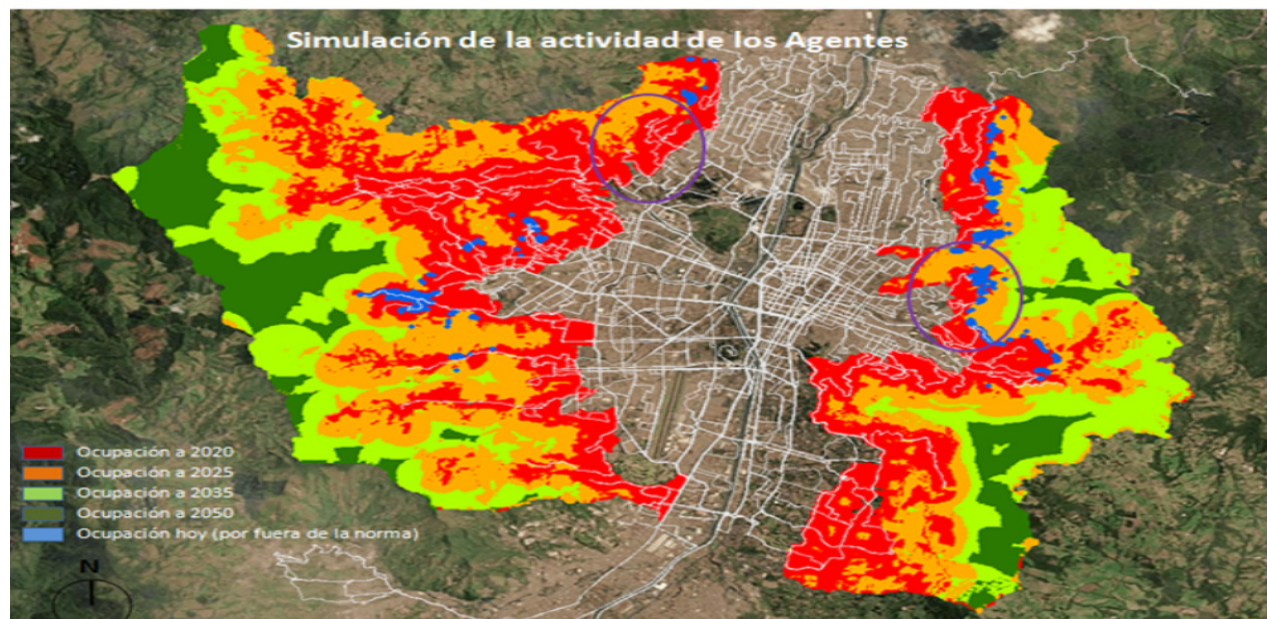 Simulación de la actividad de los Agentes
Ocupación a 2020
Ocupación a 2025
Ocupación a 2035
Ocupación a 2050
Ocupación hoy (por fuera de la norma)
N